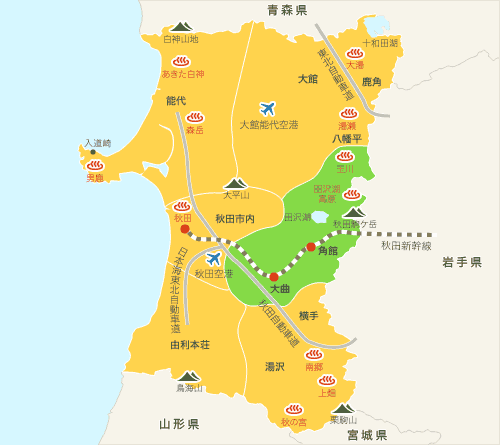 青森県
白神山地
十和田湖
あきた白神
大湯
大館
鹿角
東北自動車道
能代
大館能代空港
森岳
湯瀬
八幡平
入道崎
玉川
男鹿
大平山
田沢湖高原
秋田
秋田市内
田沢湖
秋田駒ケ岳
角館
秋田新幹線
秋田空港
岩手県
日本海東北自動車道
大曲
秋田自動車道
横手
由利本荘
湯沢
南郷
鳥海山
上畑
秋の宮
栗駒山
山形県
宮城県